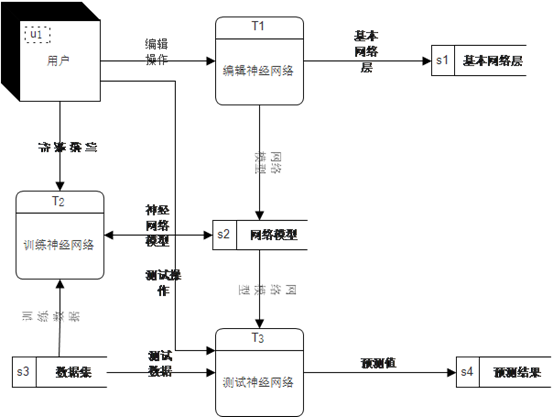 u1
用户
编辑
操作
T1
编辑神经网络
基本
网络
层
s1
基本网络层
网络
模型
T2
训练神经网络
神经
网络
模型
s2
网络模型
测试操
作
网络模
型
训练数据
s3
数据集
测试
数据
T3
测试神经网络
预测值
s4
预测结果